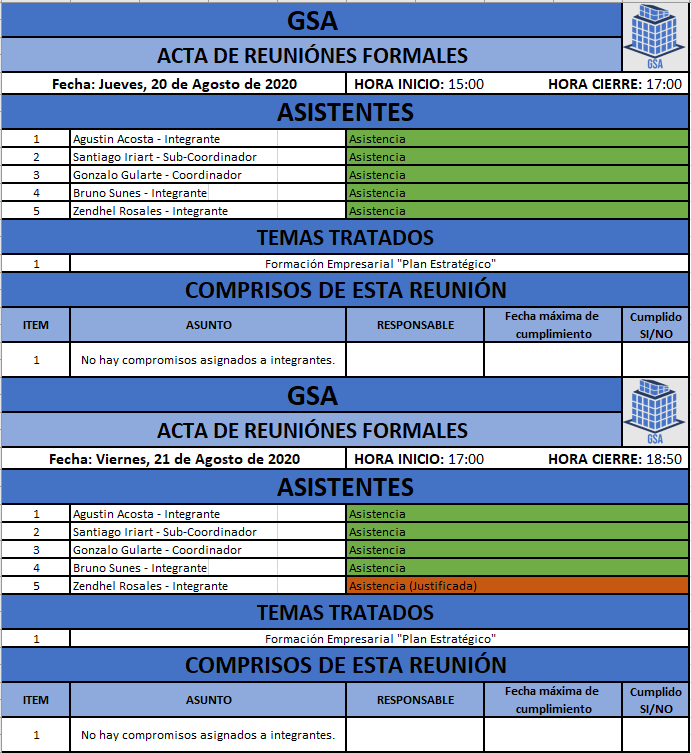 GSA
GSA
ACTA DE REUNIÓNES FORMALES
Fecha: Jueves, 20 de Agosto de 2020 HORA INICIO: 15:00 HORA CIERRE: 17:00
ASISTENTES
1 Agustin Acosta - Integrante Asistencia
2 Santiago Iriart - Sub-Coordinador Asistencia
3 Gonzalo Gularte - Coordinador Asistencia
4 Bruno Sunes - Integrante Asistencia
5 Zendhel Rosales - Integrante Asistencia
TEMAS TRATADOS
1 Formación Empresarial "Plan Estratégico"
COMPRISOS DE ESTA REUNIÓN
ITEM ASUNTO RESPONSABLE Fecha máxima de cumplimiento Cumplido SI/NO
1 No hay compromisos asignados a integrantes.
GSA
GSA
ACTA DE REUNIÓNES FORMALES
Fecha: Viernes, 21 de Agosto de 2020 HORA INICIO: 17:00 HORA CIERRE: 18:50
ASISTENTES
1 Agustin Acosta - Integrante Asistencia
2 Santiago Iriart - Sub-Coordinador Asistencia
3 Gonzalo Gularte - Coordinador Asistencia
4 Bruno Sunes - Integrante Asistencia
5 Zendhel Rosales - Integrante Asistencia (Justificada)
TEMAS TRATADOS
1 Formación Empresarial "Plan Estratégico"
COMPRISOS DE ESTA REUNIÓN
ITEM ASUNTO RESPONSABLE Fecha máxima de cumplimiento Cumplido SI/NO
1 No hay compromisos asignados a integrantes.